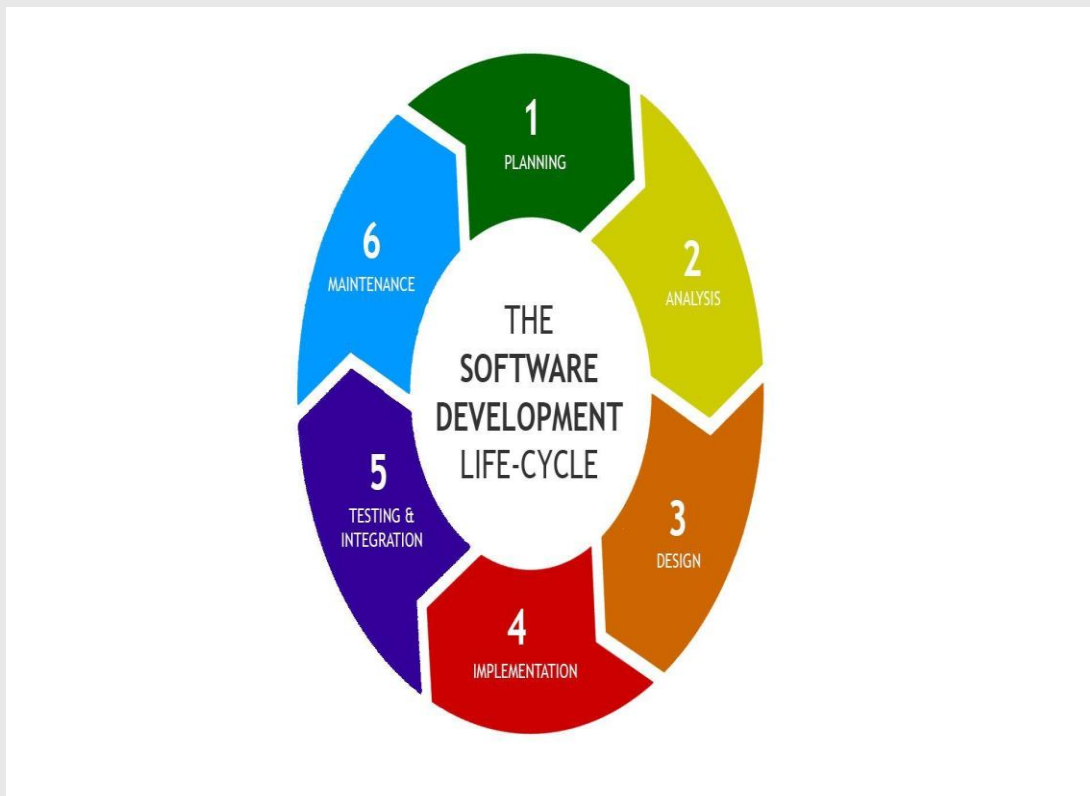 1
PLANNING
2
ANALYSIS
3
DESIGN
4
IMPLEMENTATION
5
TESTING &
INTEGRATION
6
MAINTENANCE
THE
SOFTWARE
DEVELOPMENT
LIFE-CYCLE